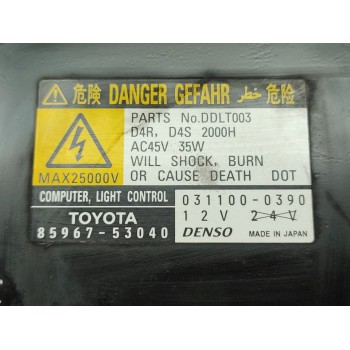 ⚠ 危険 DANGER GEFAHR خطر 危险
PARTS No.DDLT003
D4R, D4S 2000H
AC45V 35W
WILL SHOCK, BURN
OR CAUSE DEATH DOT
MAX25000V
COMPUTER, LIGHT CONTROL
TOYOTA
85967-53040
031100-0390
12V 24V
DENSO MADE IN JAPAN